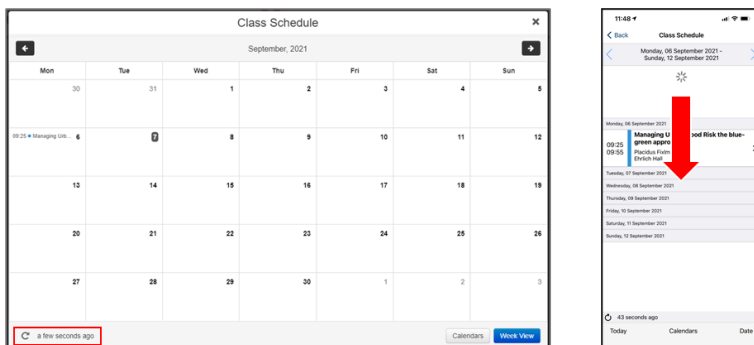 Class Schedule ×
September, 2021
Mon Tue Wed Thu Fri Sat Sun
30 31 1 2 3 4 5
09:25 • Managing Urb... 6 7 8 9 10 11 12
13 14 15 16 17 18 19
20 21 22 23 24 25 26
27 28 29 30 1 2 3
a few seconds ago Calendars Week View
11:48
Back Class Schedule
Monday, 06 September 2021 -
Sunday, 12 September 2021
Monday, 06 September 2021
Managing U ood Risk the blue-
09:25 green appro
09:55 Placidus Fixlm
Ehrlich Hall
Tuesday, 07 September 2021
Wednesday, 08 September 2021
Thursday, 09 September 2021
Friday, 10 September 2021
Saturday, 11 September 2021
Sunday, 12 September 2021
43 seconds ago
Today Calendars Date